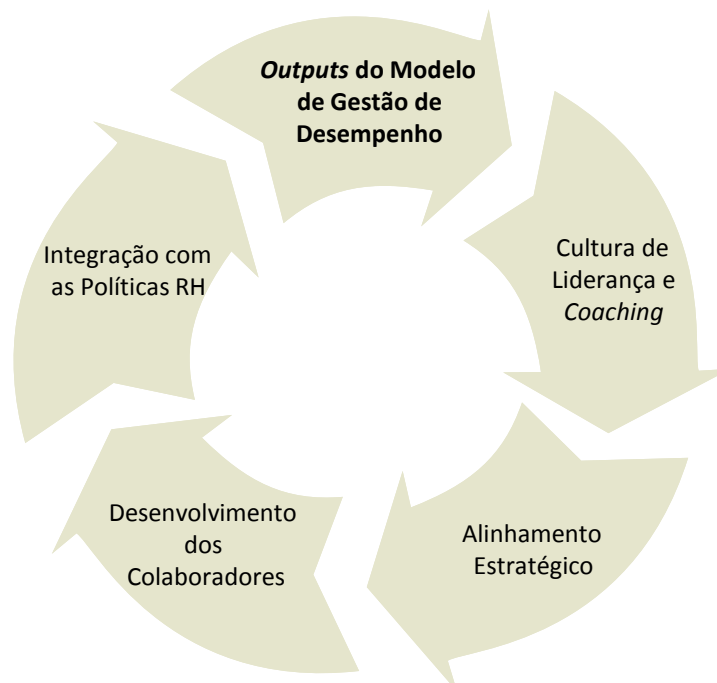 Outputs do Modelo
de Gestão de
Desempenho
Cultura de
Liderança e
Coaching
Alinhamento
Estratégico
Desenvolvimento
dos
Colaboradores
Integração com
as Políticas RH